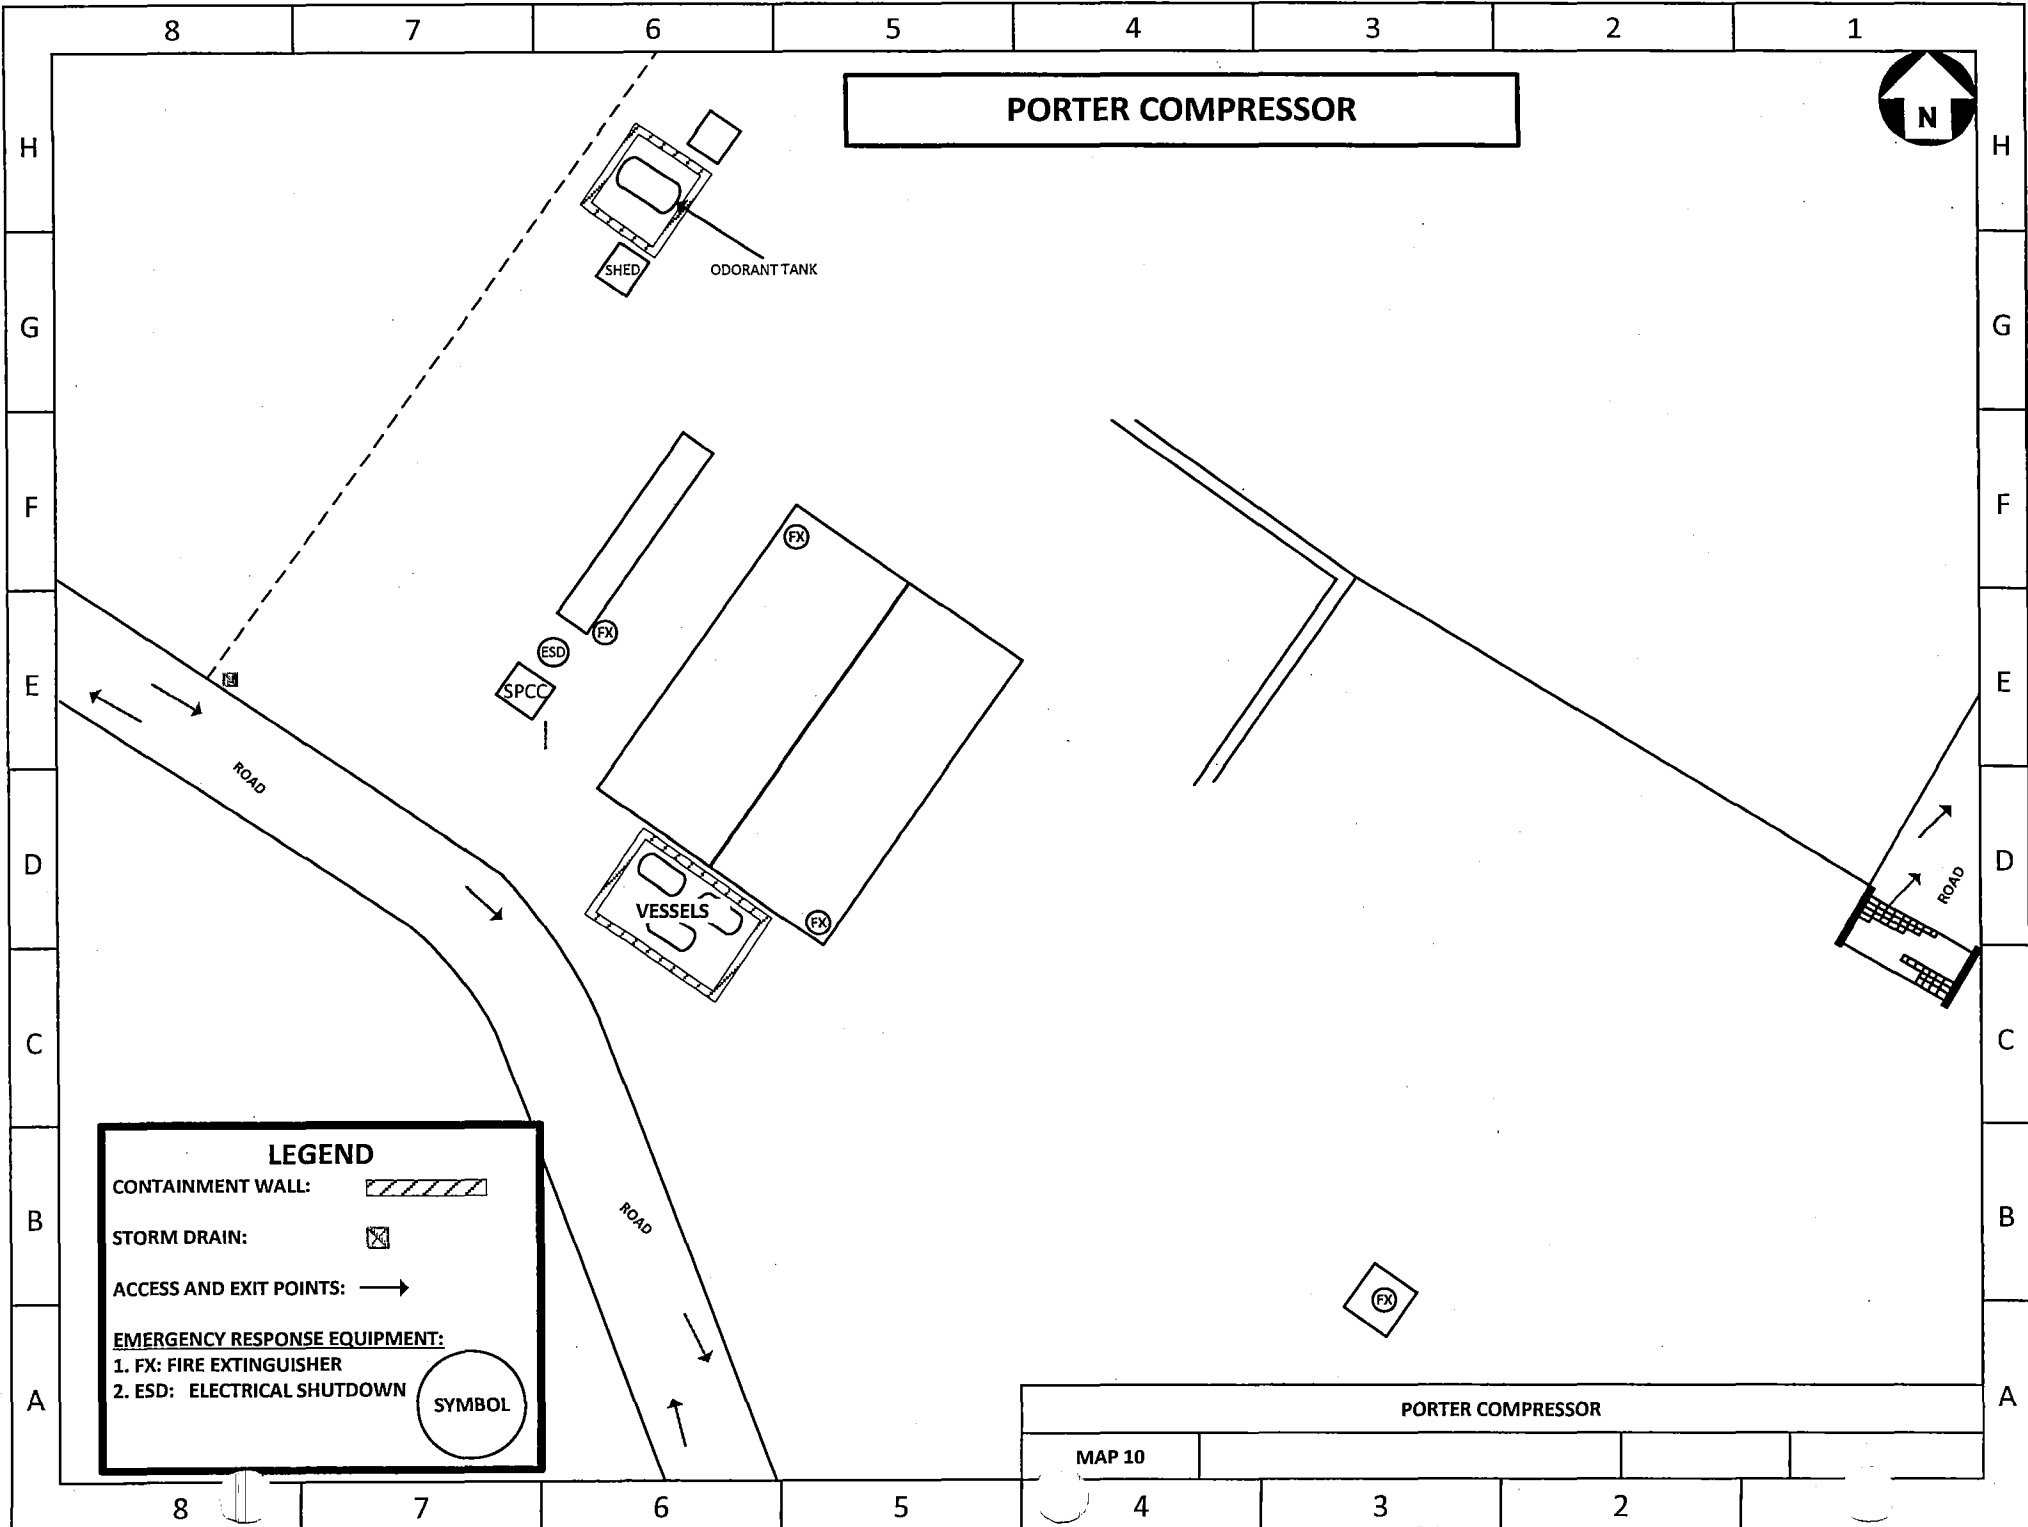 8 7 6 5 4 3 2 1
PORTER COMPRESSOR
N
H H
SHED
ODORANT TANK
G G
F F
FX
FX
ESD
SPCC
E E
ROAD
D D
VESSELS
FX
ROAD
C C
LEGEND
CONTAINMENT WALL:
STORM DRAIN:
ACCESS AND EXIT POINTS:
EMERGENCY RESPONSE EQUIPMENT:
1. FX: FIRE EXTINGUISHER
2. ESD: ELECTRICAL SHUTDOWN
SYMBOL
B B
ROAD
FX
A A
PORTER COMPRESSOR
MAP 10
8 7 6 5 4 3 2